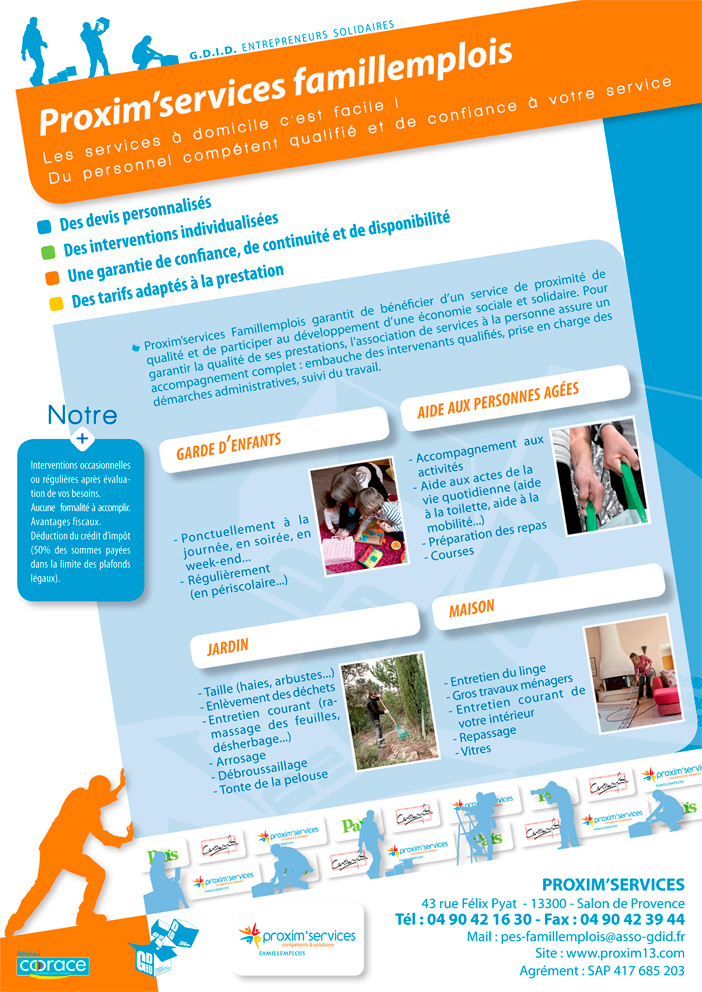 G.D.I.D. ENTREPRENEURS SOLIDAIRES
Proxim'services famillemplois
Les services à domicile c'est facile !
Du personnel compétent qualifié et de confiance à votre service
Des devis personnalisés
Des interventions individualisées
Une garantie de confiance, de continuité et de disponibilité
Des tarifs adaptés à la prestation
Proxim'services Famillemplois garantit de bénéficier d'un service de proximité de
qualité et de participer au développement d'une économie sociale et solidaire. Pour
garantir la qualité de ses prestations, l'association de services à la personne assure un
accompagnement complet : embauche des intervenants qualifiés, prise en charge des
démarches administratives, suivi du travail.
Notre
+
Interventions occasionnelles
ou régulières après évalua-
tion de vos besoins.
Aucune formalité à accomplir.
Avantages fiscaux.
Déduction du crédit d'impôt
(50% des sommes payées
dans la limite des plafonds
légaux).
GARDE D'ENFANTS
- Ponctuellement à la
journée, en soirée, en
week-end...
- Régulièrement
(en périscolaire...)
AIDE AUX PERSONNES AGÉES
- Accompagnement aux
activités
- Aide aux actes de la
vie quotidienne (aide
à la toilette, aide à la
mobilité...)
- Préparation des repas
- Courses
JARDIN
- Taille (haies, arbustes...)
- Enlèvement des déchets
- Entretien courant (ra-
massage des feuilles,
désherbage...)
- Arrosage
- Débroussaillage
- Tonte de la pelouse
MAISON
- Entretien du linge
- Gros travaux ménagers
- Entretien courant de
votre intérieur
- Repassage
- Vitres
proxim'services
proxim'services
proxim'services
proxim'services
FAMILLEMPLOIS
PROXIM'SERVICES
43 rue Félix Pyat - 13300 - Salon de Provence
Tél : 04 90 42 16 30 - Fax : 04 90 42 39 44
Mail : pes-famillemplois@asso-gdid.fr
Site : www.proxim13.com
Agrément : SAP 417 685 203
proxim'services
compétents & solidaires
FAMILLEMPLOIS
Réseau
coorace
GDID